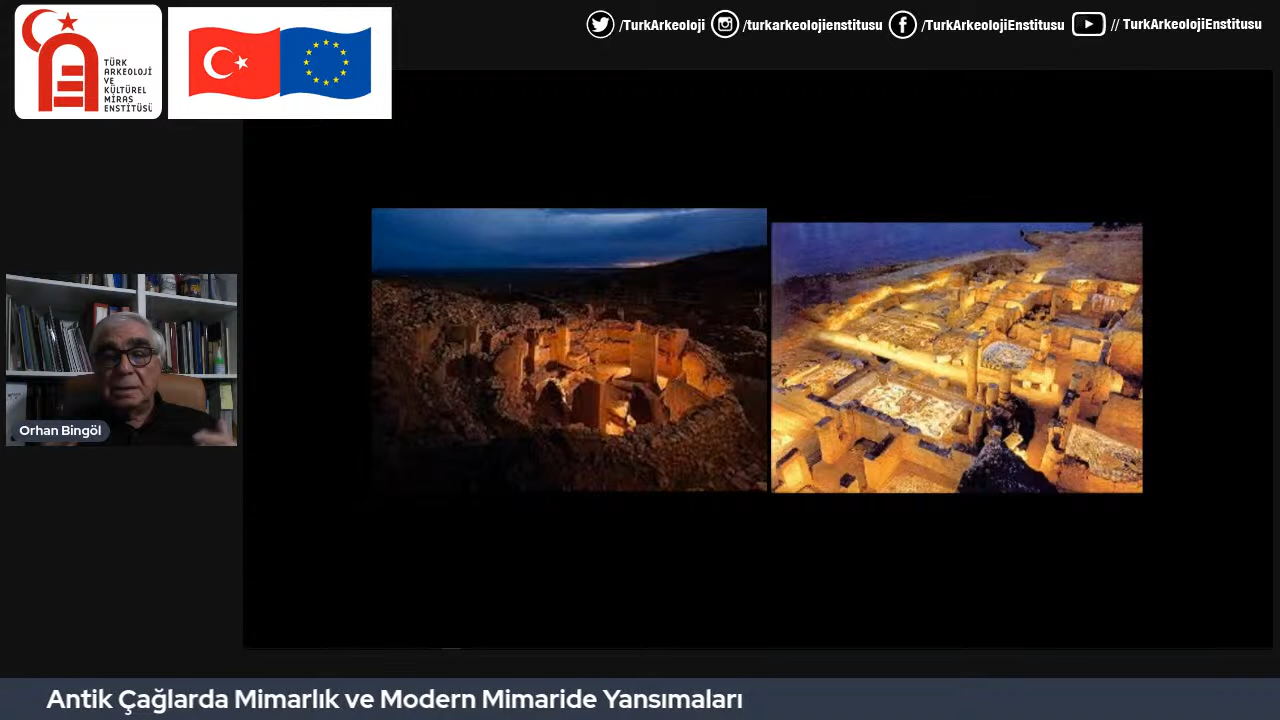 TÜRK
ARKEOLOJİ
VE
KÜLTÜREL
MİRAS
ENSTİTÜSÜ
/TurkArkeoloji
/turkarkeolojienstitusu
/TurkArkeolojiEnstitusu
// TurkArkeolojiEnstitusu
Orhan Bingöl
Antik Çağlarda Mimarlık ve Modern Mimaride Yansımaları